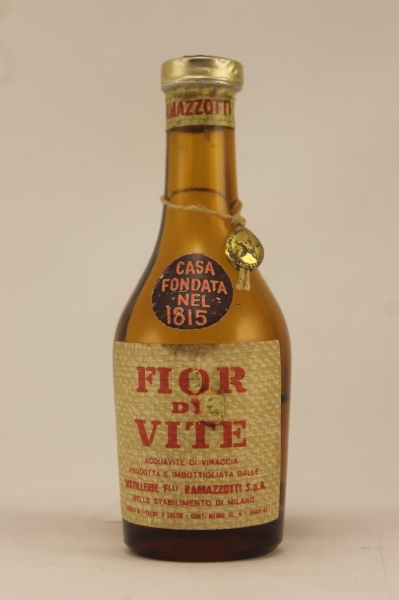 RAMAZZOTTI
CASA
FONDATA
NEL
1815
FIOR
DI
VITE
ACQUAVITE DI VINACCIA
PRODOTTA E IMBOTTIGLIATA DALLE
DISTILLERIE F.LLI RAMAZZOTTI S.p.A.
NELLO STABILIMENTO DI MILANO